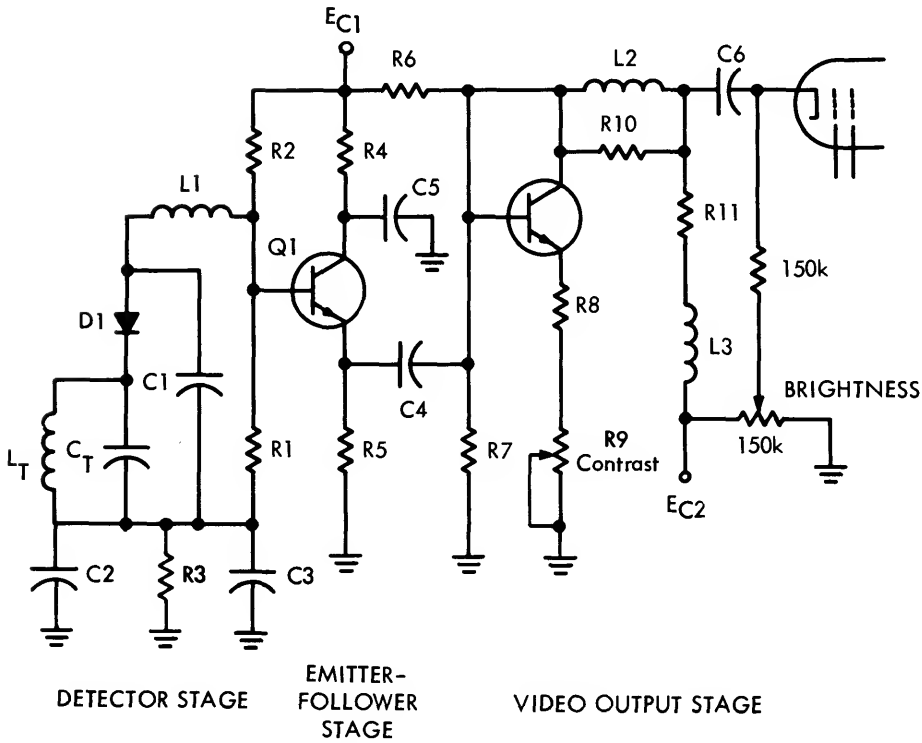 EC1
R6
L2
C6
R2
R4
R10
L1
C5
R11
Q1
150k
D1
R8
L3
C1
BRIGHTNESS
C4
LT
CT
R1
R5
R7
R9
Contrast
150k
EC2
C2
R3
C3
DETECTOR STAGE
EMITTER-
FOLLOWER
STAGE
VIDEO OUTPUT STAGE